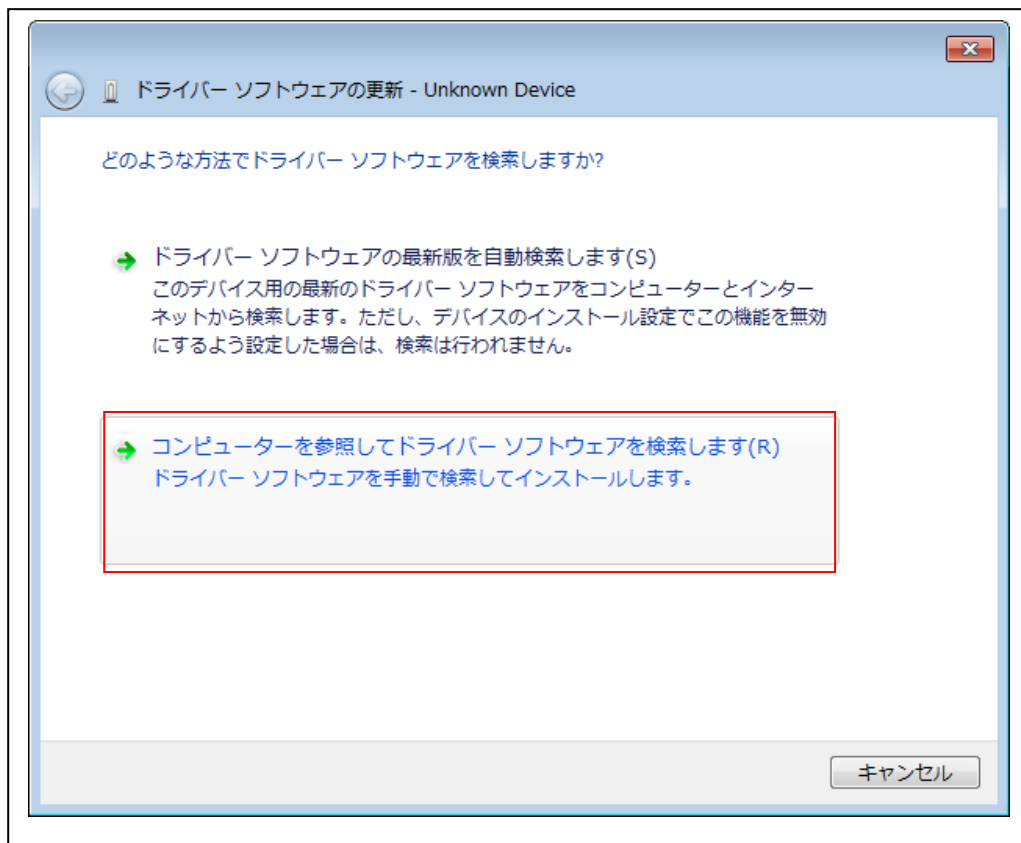 ドライバー ソフトウェアの更新 - Unknown Device
どのような方法でドライバー ソフトウェアを検索しますか?
ドライバー ソフトウェアの最新版を自動検索します(S)
このデバイス用の最新のドライバー ソフトウェアをコンピューターとインター
ネットから検索します。ただし、デバイスのインストール設定でこの機能を無効
にするよう設定した場合は、検索は行われません。
コンピューターを参照してドライバー ソフトウェアを検索します(R)
ドライバー ソフトウェアを手動で検索してインストールします。
キャンセル